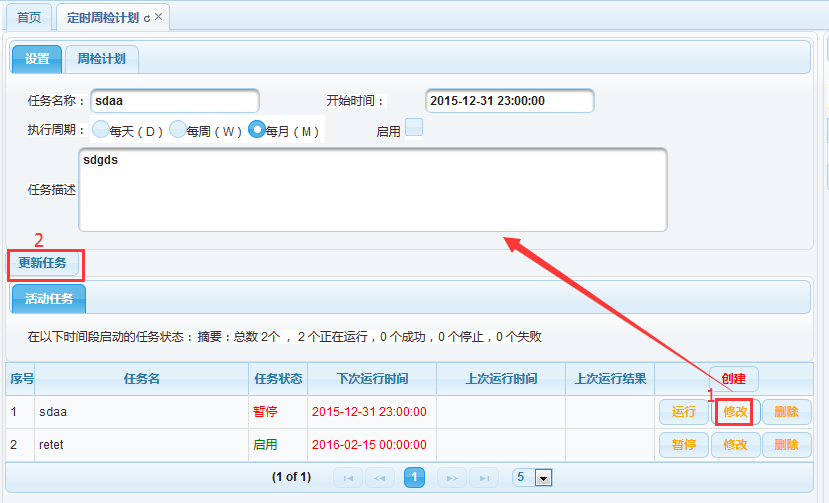 首页 定时周检计划
设置 周检计划
任务名称： sdaa 开始时间： 2015-12-31 23:00:00
执行周期： 每天（D） 每周（W） 每月（M） 启用
任务描述 sdgds
2
更新任务
活动任务
在以下时间段启动的任务状态：摘要：总数 2个 ， 2 个正在运行，0 个成功，0 个停止，0 个失败
序号 任务名 任务状态 下次运行时间 上次运行时间 上次运行结果 创建
1
1 sdaa 暂停 2015-12-31 23:00:00 运行 修改 删除
2 retet 启用 2016-02-15 00:00:00 暂停 修改 删除
(1 of 1) 1 5